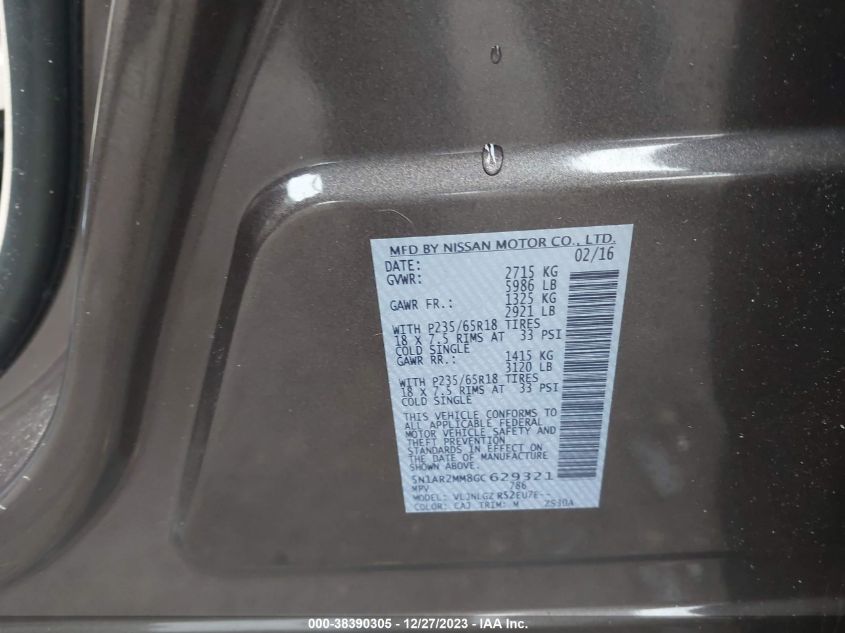 MFD BY NISSAN MOTOR CO., LTD.
DATE: 02/16
GVWR: 2715 KG
5986 LB
GAWR FR.: 1325 KG
2921 LB
WITH P235/65R18 TIRES
18 X 7.5 RIMS AT 33 PSI
COLD SINGLE
GAWR RR.: 1415 KG
3120 LB
WITH P235/65R18 TIRES
18 X 7.5 RIMS AT 33 PSI
COLD SINGLE
THIS VEHICLE CONFORMS TO
ALL APPLICABLE FEDERAL
MOTOR VEHICLE SAFETY AND
THEFT PREVENTION
STANDARDS IN EFFECT ON
THE DATE OF MANUFACTURE
SHOWN ABOVE.
5N1AR2MM8GC629321
MPV 786
MODEL: VLJNLGZ R52EU7E--
COLOR: CAJ TRIM: M
000-38390305 - 12/27/2023 - IAA Inc.